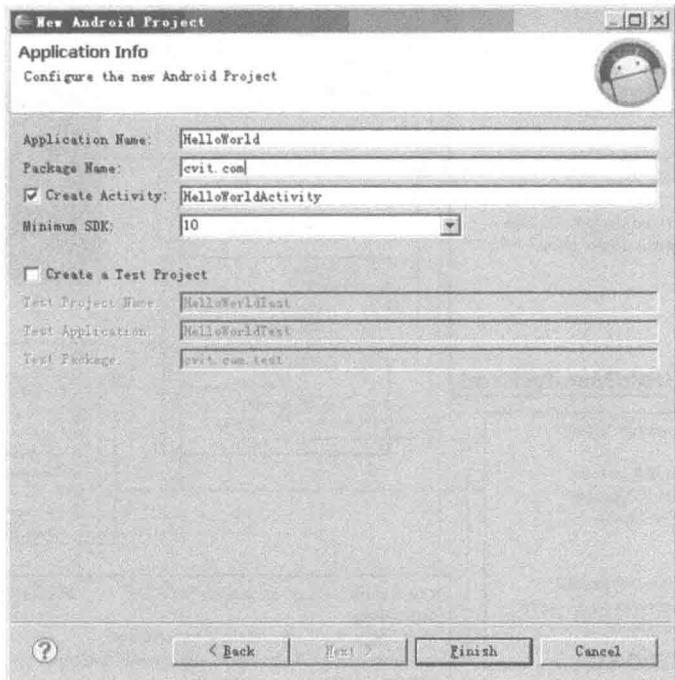 New Android Project
Application Info
Configure the new Android Project
Application Name: HelloWorld
Package Name: cvit.com
Create Activity: HelloWorldActivity
Minimum SDK: 10
Create a Test Project
Test Project Name: HelloWorldTest
Test Application: HelloWorldTest
Test Package: cvit.com.test
?
< Back
Next >
Finish
Cancel